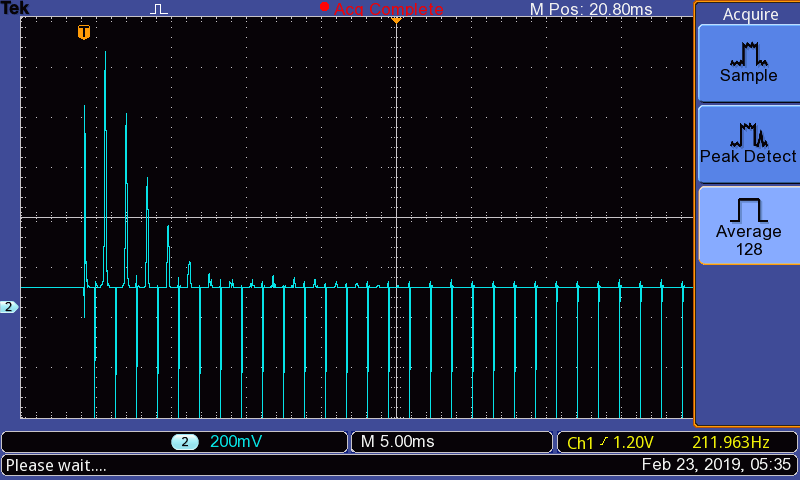 Tek Acq Complete M Pos: 20.80ms
T
Acquire
Sample
Peak Detect
Average
128
2
2 200mV M 5.00ms Ch1 1.20V 211.963Hz
Please wait.... Feb 23, 2019, 05:35